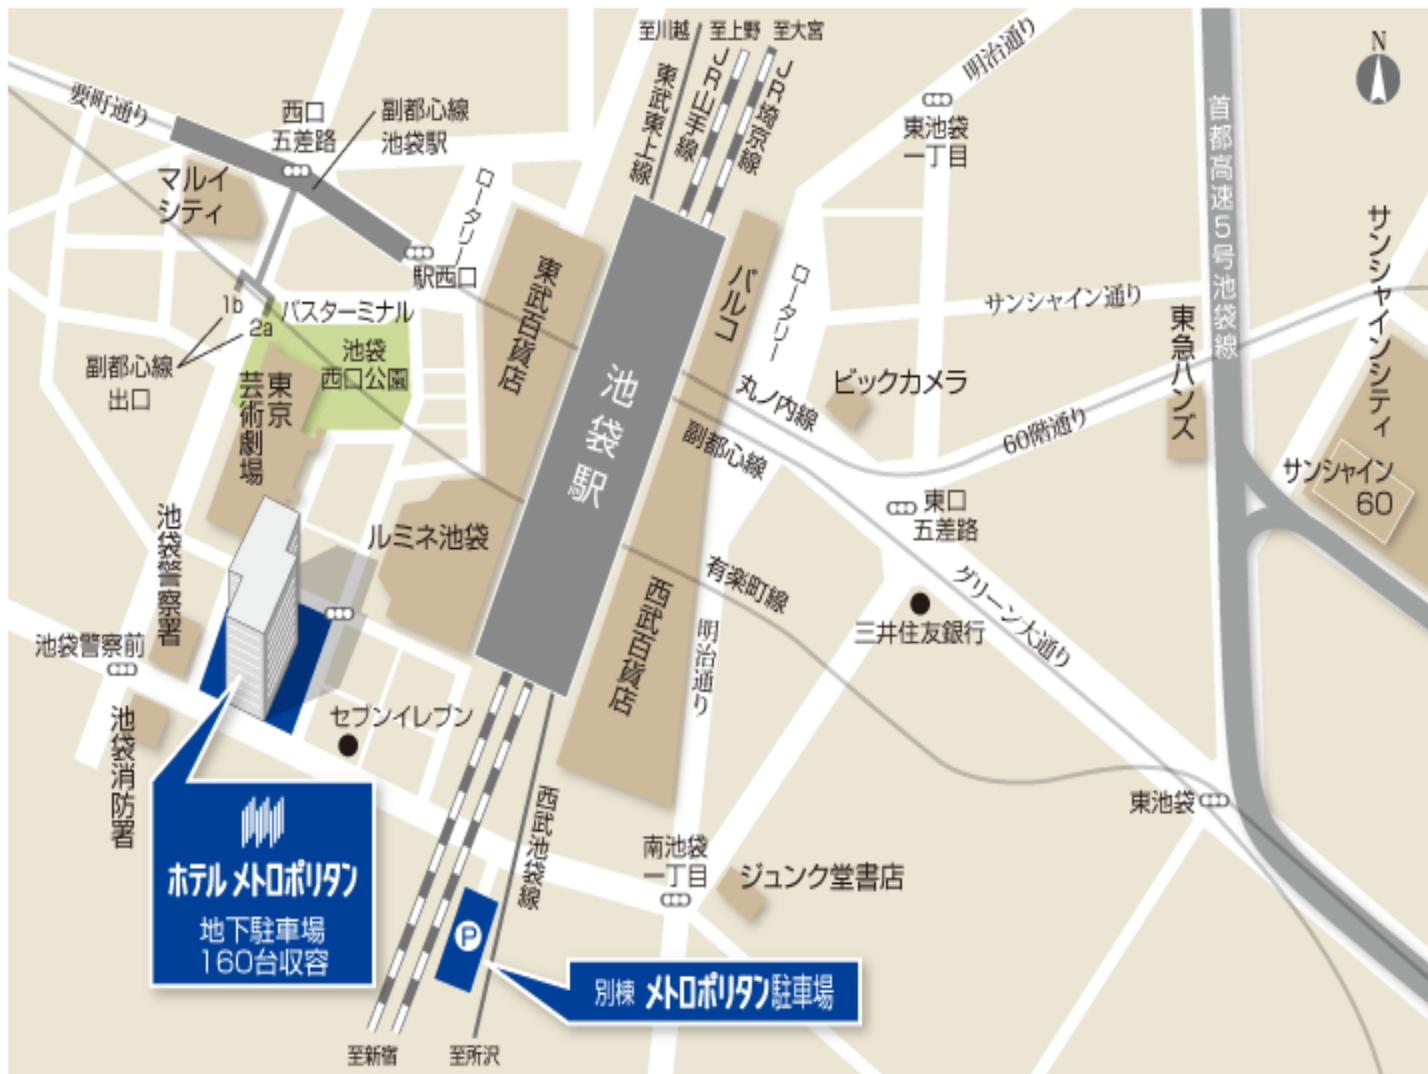 至川越
至上野
至大宮
東武東上線
JR山手線
JR埼京線
明治通り
N
要町通り
西口
五差路
副都心線
池袋駅
東池袋
一丁目
首都高速5号池袋線
マルイ
シティ
ロータリー
駅西口
東武百貨店
パルコ
ロータリー
サンシャイン通り
東急ハンズ
サンシャインシティ
1b
2a
バスターミナル
副都心線
出口
池袋
西口公園
東京
芸術劇場
池袋駅
丸ノ内線
ビックカメラ
副都心線
60階通り
サンシャイン
60
東口
五差路
池袋警察署
ルミネ池袋
有楽町線
グリーン大通り
三井住友銀行
池袋警察前
西武百貨店
明治通り
セブンイレブン
池袋消防署
ホテル メトロポリタン
地下駐車場
160台収容
西武池袋線
南池袋
一丁目
ジュンク堂書店
東池袋
P
別棟 メトロポリタン駐車場
至新宿
至所沢